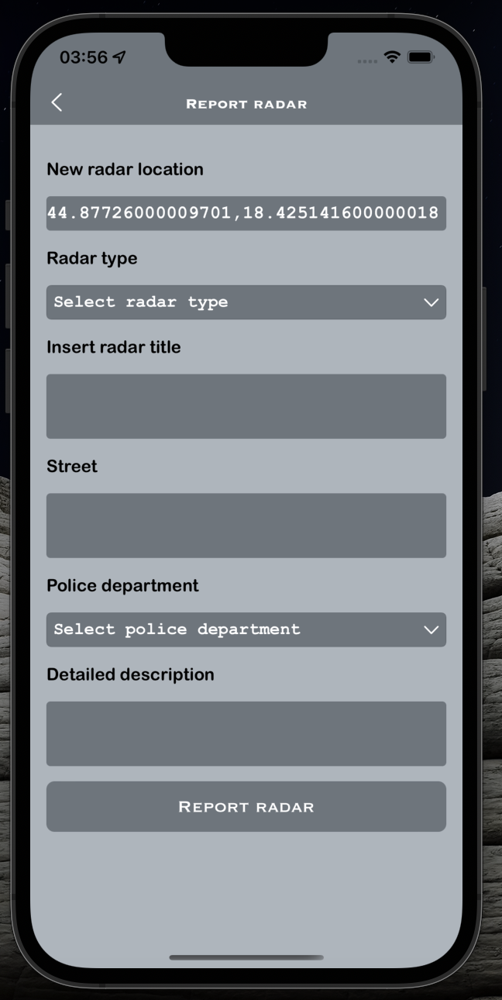 03:56
Report radar
New radar location
44.87726000009701,18.425141600000018
Radar type
Select radar type
Insert radar title
Street
Police department
Select police department
Detailed description
Report radar